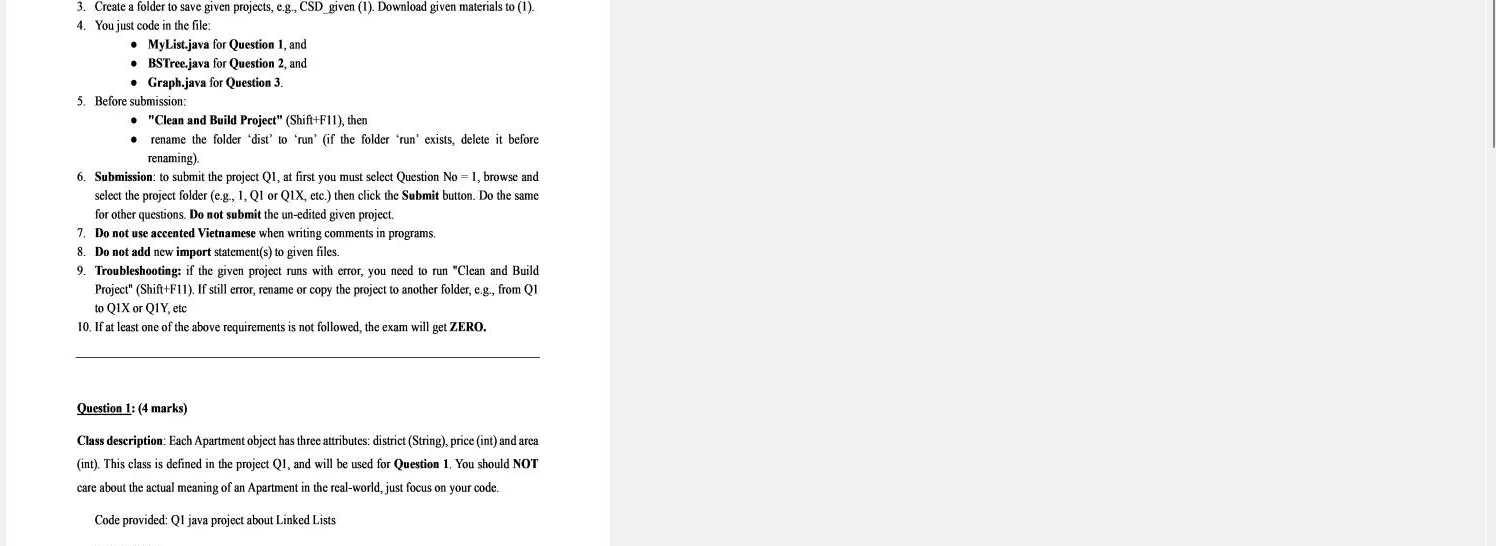 3. Create a folder to save given projects, e.g., CSD_given (1). Download given materials to (1).
4. You just code in the file:
● MyList.java for Question 1, and
● BSTree.java for Question 2, and
● Graph.java for Question 3.
5. Before submission:
● "Clean and Build Project" (Shift+F11), then
● rename the folder ‘dist’ to ‘run’ (if the folder ‘run’ exists, delete it before
renaming).
6. Submission: to submit the project Q1, at first you must select Question No = 1, browse and
select the project folder (e.g., 1, Q1 or Q1X, etc.) then click the Submit button. Do the same
for other questions. Do not submit the un-edited given project.
7. Do not use accented Vietnamese when writing comments in programs.
8. Do not add new import statement(s) to given files.
9. Troubleshooting: if the given project runs with error, you need to run "Clean and Build
Project" (Shift+F11). If still error, rename or copy the project to another folder, e.g., from Q1
to Q1X or Q1Y, etc
10. If at least one of the above requirements is not followed, the exam will get ZERO.
Question 1: (4 marks)
Class description: Each Apartment object has three attributes: district (String), price (int) and area
(int). This class is defined in the project Q1, and will be used for Question 1. You should NOT
care about the actual meaning of an Apartment in the real-world, just focus on your code.
Code provided: Q1 java project about Linked Lists